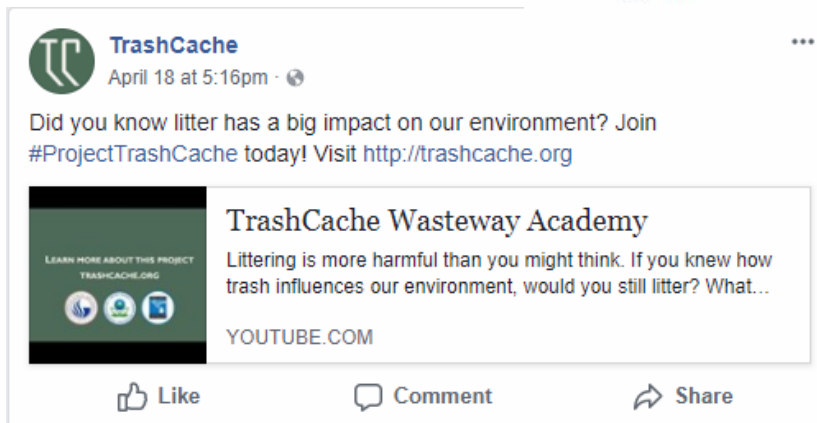 TC
TrashCache
April 18 at 5:16pm ·
Did you know litter has a big impact on our environment? Join
#ProjectTrashCache today! Visit http://trashcache.org
LEARN MORE ABOUT THIS PROJECT
TRASHCACHE.ORG
TrashCache Wasteway Academy
Littering is more harmful than you might think. If you knew how
trash influences our environment, would you still litter? What...
YOUTUBE.COM
Like
Comment
Share